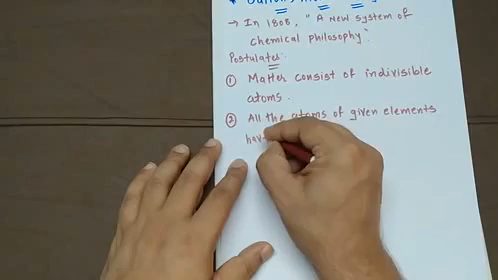 → In 1808, "A New system of
chemical philosophy".
Postulates:
① Matter consist of indivisible
atoms.
② All the atoms of given elements
hav